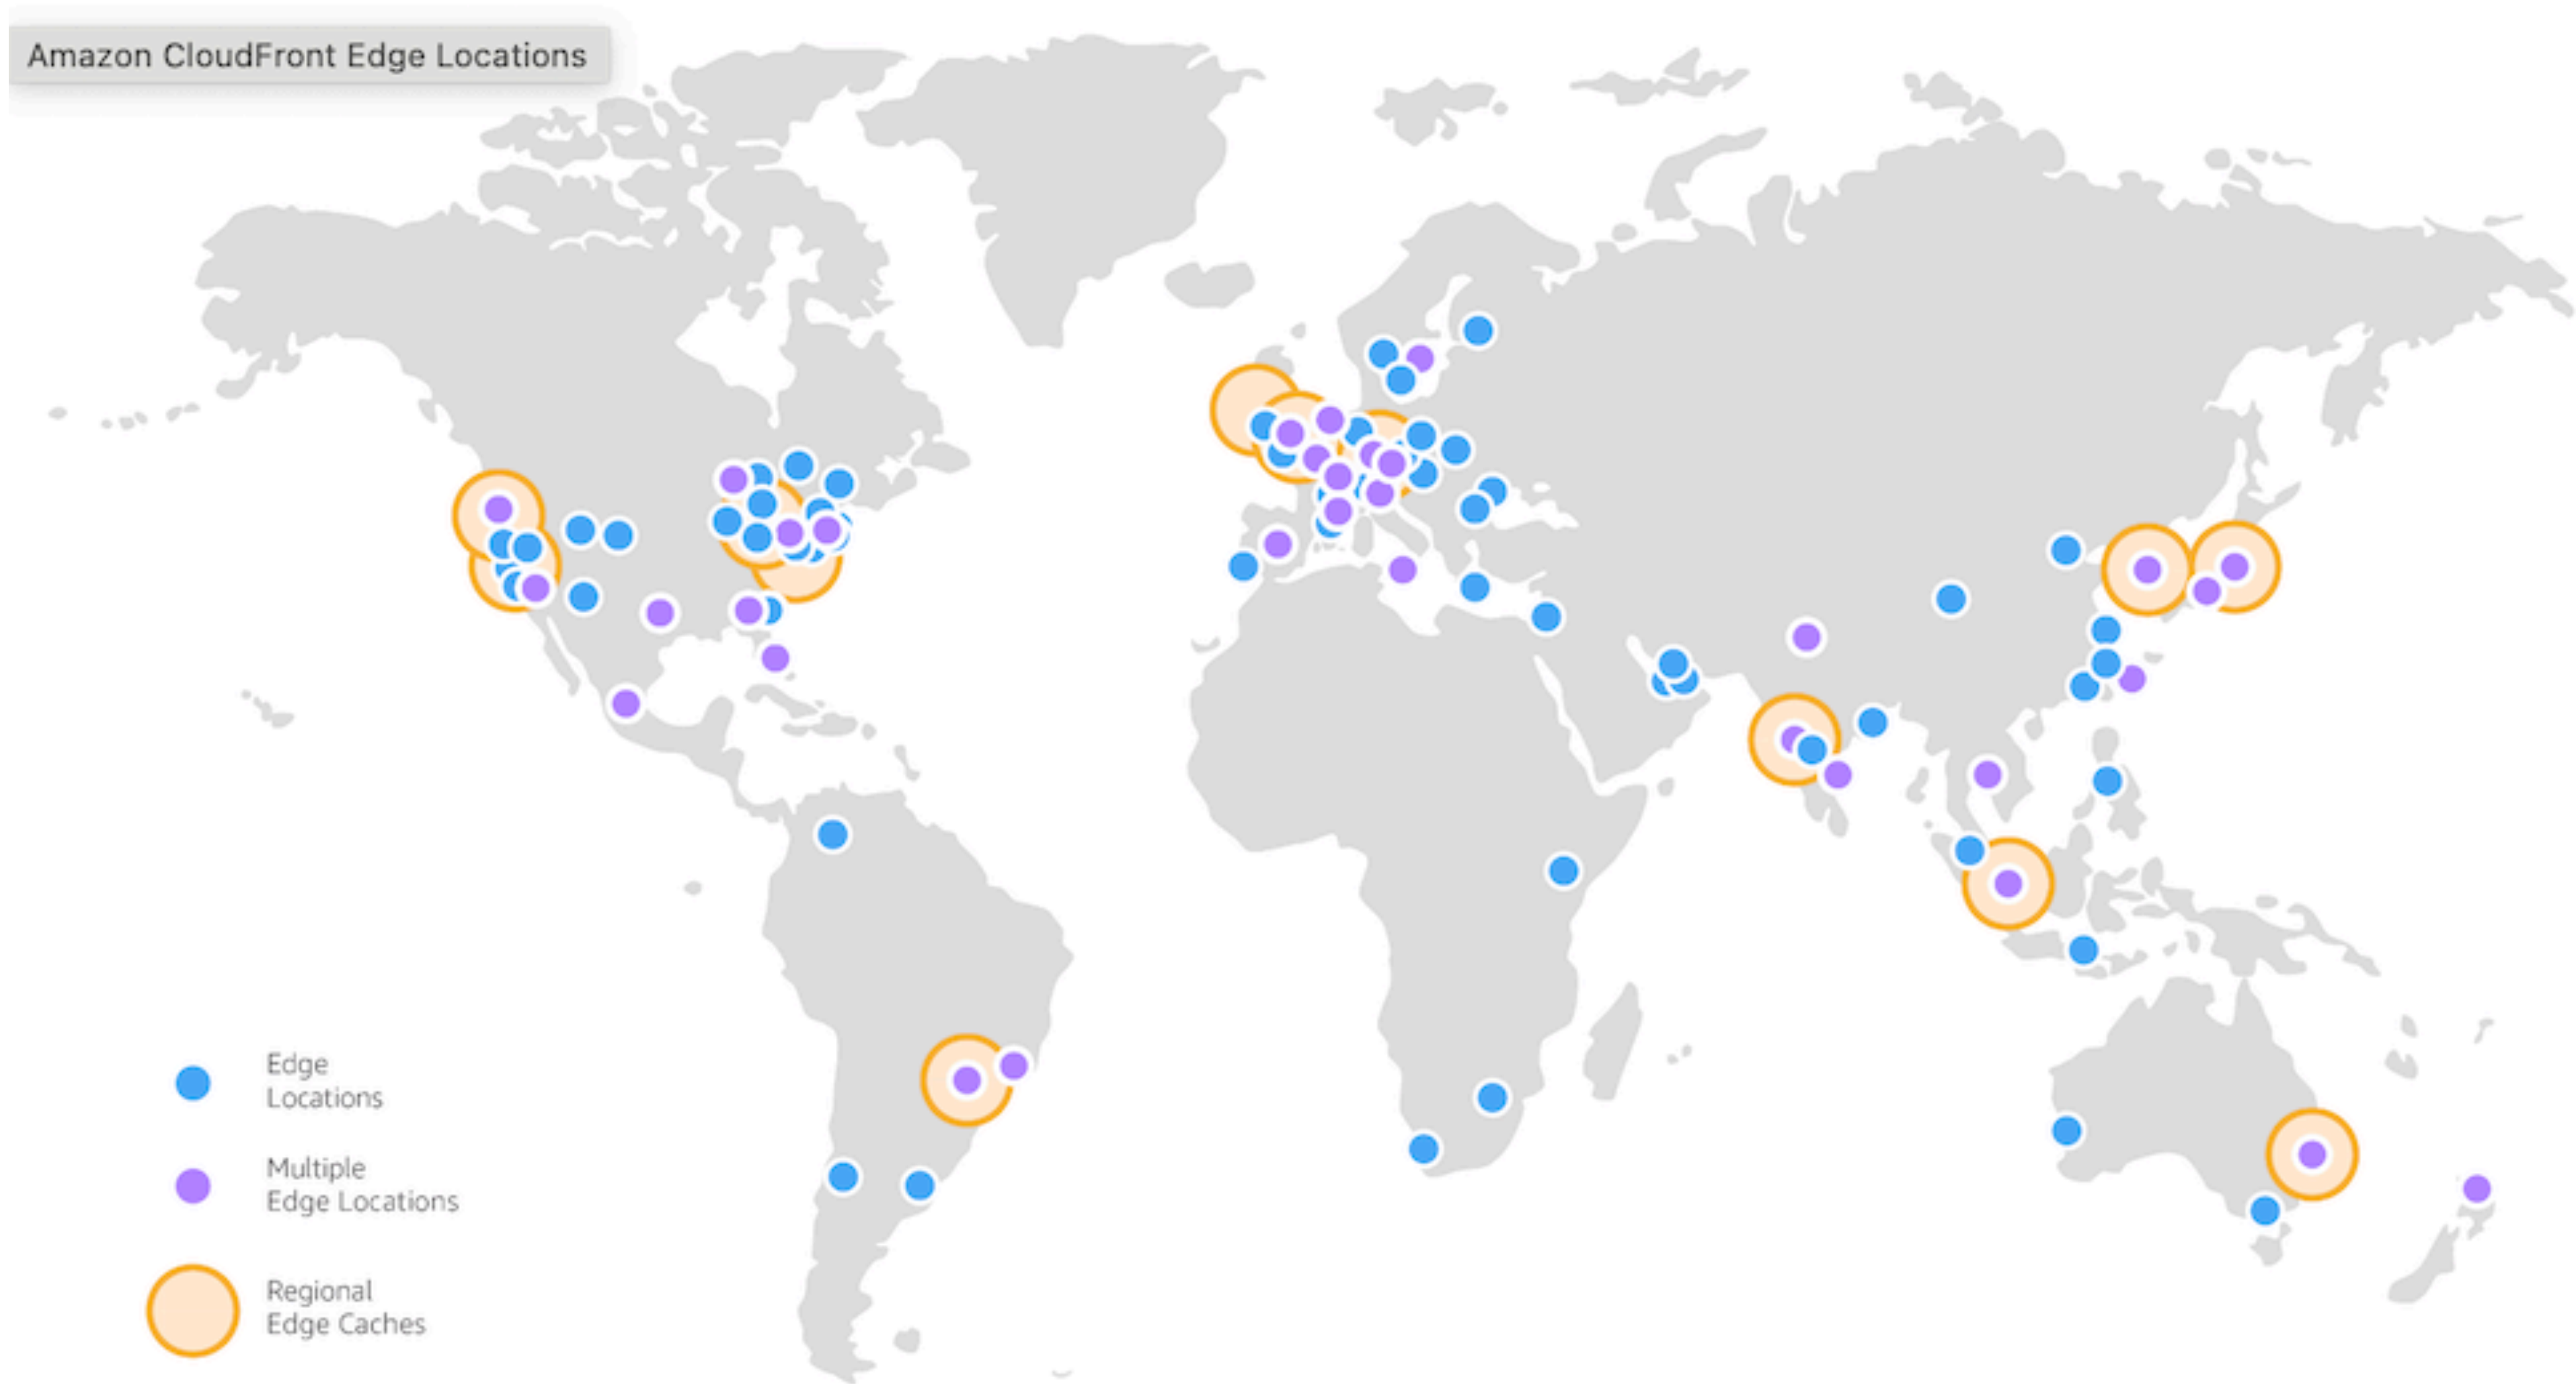 Amazon CloudFront Edge Locations
Edge
Locations
Multiple
Edge Locations
Regional
Edge Caches